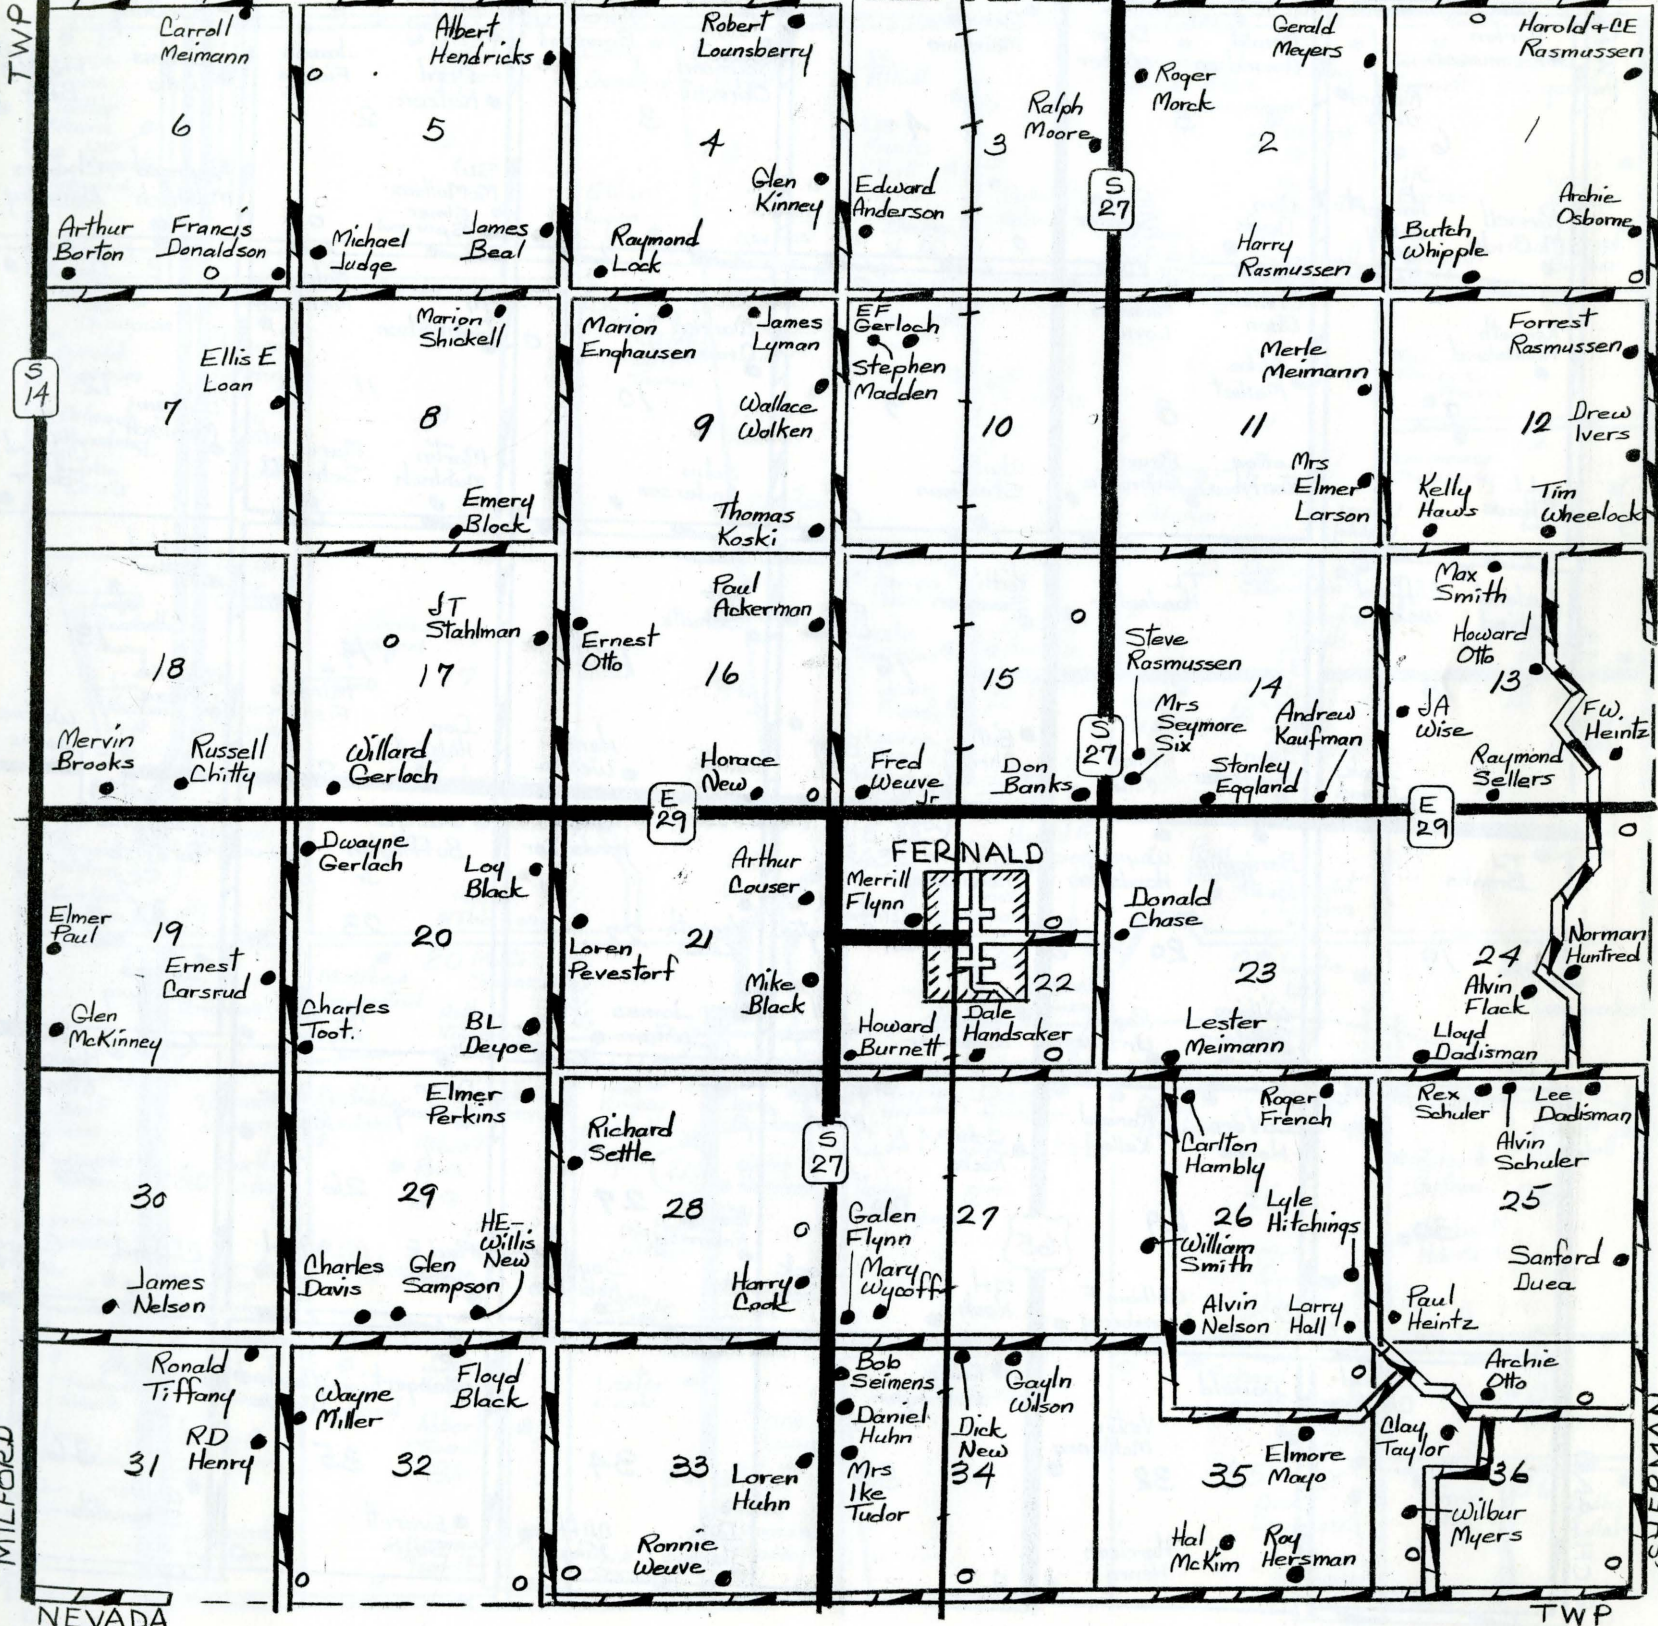 TWP
Carroll
Meimann
6
Arthur
Borton
Francis
Donaldson
Albert
Hendricks
5
Michael
Judge
James
Beal
Robert
Lounsberry
4
Glen
Kinney
Raymond
Lock
Ralph
Moore
3
Edward
Anderson
S
27
Gerald
Meyers
Roger
Morck
2
Harry
Rasmussen
Harold + LE
Rasmussen
1
Archie
Osborne
Butch
Whipple
S
14
Ellis E
Loan
7
Marion
Shickell
8
Emery
Block
Marion
Enghausen
James
Lyman
Wallace
Wolken
9
Thomas
Koski
EF
Gerloch
Stephen
Madden
10
Merle
Meimann
11
Mrs
Elmer
Larson
Forrest
Rasmussen
12
Drew
Ivers
Kelly
Haws
Tim
Wheelock
18
Mervin
Brooks
Russell
Chitty
JT
Stahlman
17
Willard
Gerloch
Paul
Ackerman
Ernest
Otto
16
Horace
New
15
Fred
Weuve
Jr
Don
Banks
S
27
Steve
Rasmussen
14
Mrs
Seymore
Six
Andrew
Kaufman
Stanley
Eggland
Max
Smith
Howard
Otto
13
JA
Wise
F.W.
Heintz
Raymond
Sellers
E
29
E
29
Elmer
Paul
19
Ernest
Carsrud
Glen
McKinney
Dwayne
Gerlach
Loy
Black
20
Charles
Toot.
BL
Deyoe
Arthur
Couser
Loren
Pevestorf
21
Mike
Black
FERNALD
Merrill
Flynn
22
Howard
Burnett
Dale
Handsaker
Donald
Chase
23
Lester
Meimann
24
Norman
Huntred
Alvin
Flack
Lloyd
Dadisman
30
James
Nelson
Elmer
Perkins
29
HE-
Willis
New
Charles
Davis
Glen
Sampson
Richard
Settle
28
Harry
Cook
S
27
Galen
Flynn
Mary
Wycoff
27
Roger
French
Carlton
Hambly
26
Lyle
Hitchings
William
Smith
Alvin
Nelson
Larry
Hall
Rex
Schuler
Lee
Dadisman
Alvin
Schuler
25
Sanford
Duea
Paul
Heintz
Ronald
Tiffany
RD
Henry
31
Wayne
Miller
Floyd
Black
32
33
Loren
Huhn
Ronnie
Weuve
Bob
Seimens
Daniel
Huhn
Mrs
Ike
Tudor
Gayln
Wilson
Dick
New
34
35
Elmore
Mayo
Hal
McKim
Roy
Hersman
Archie
Otto
Clay
Taylor
36
Wilbur
Myers
MILFORD
SHERMAN
NEVADA
TWP